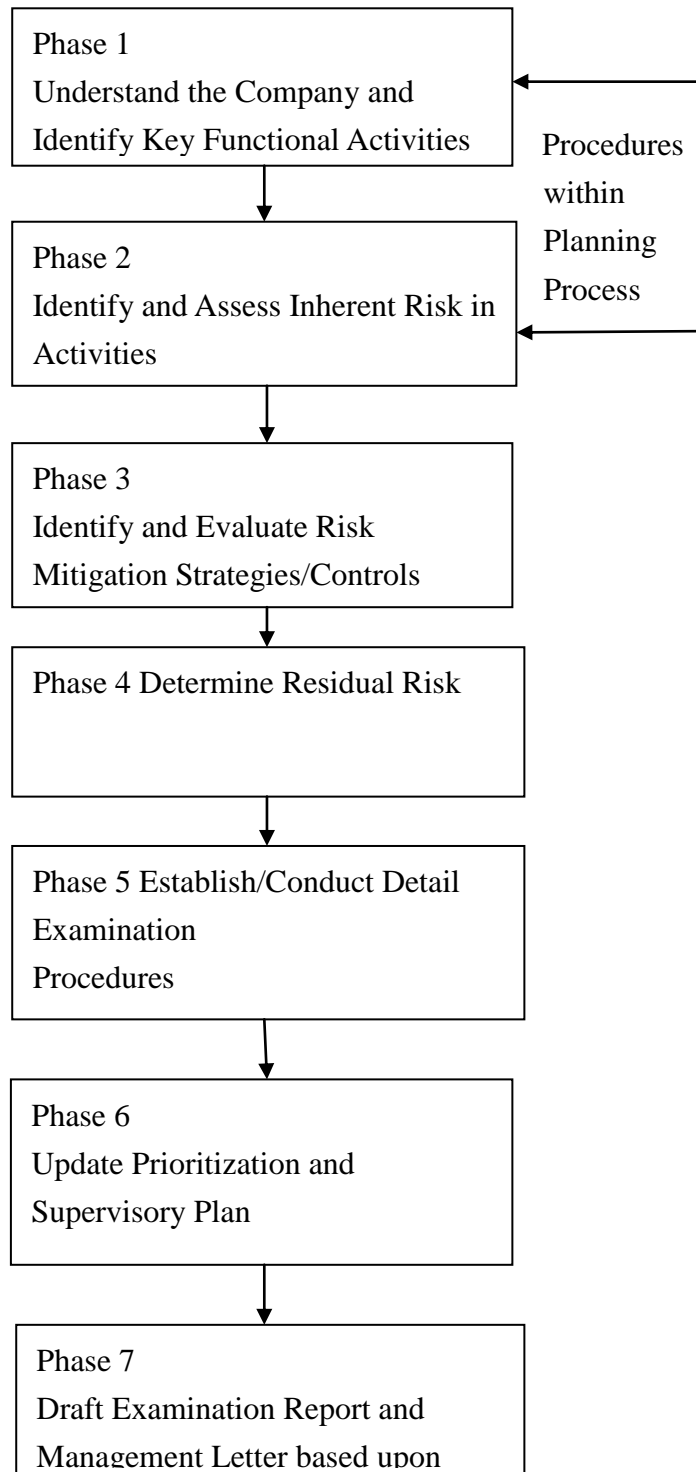 Phase 1
Understand the Company and
Identify Key Functional Activities
Procedures
within
Planning
Process
Phase 2
Identify and Assess Inherent Risk in
Activities
Phase 3
Identify and Evaluate Risk
Mitigation Strategies/Controls
Phase 4 Determine Residual Risk
Phase 5 Establish/Conduct Detail
Examination
Procedures
Phase 6
Update Prioritization and
Supervisory Plan
Phase 7
Draft Examination Report and
Management Letter based upon